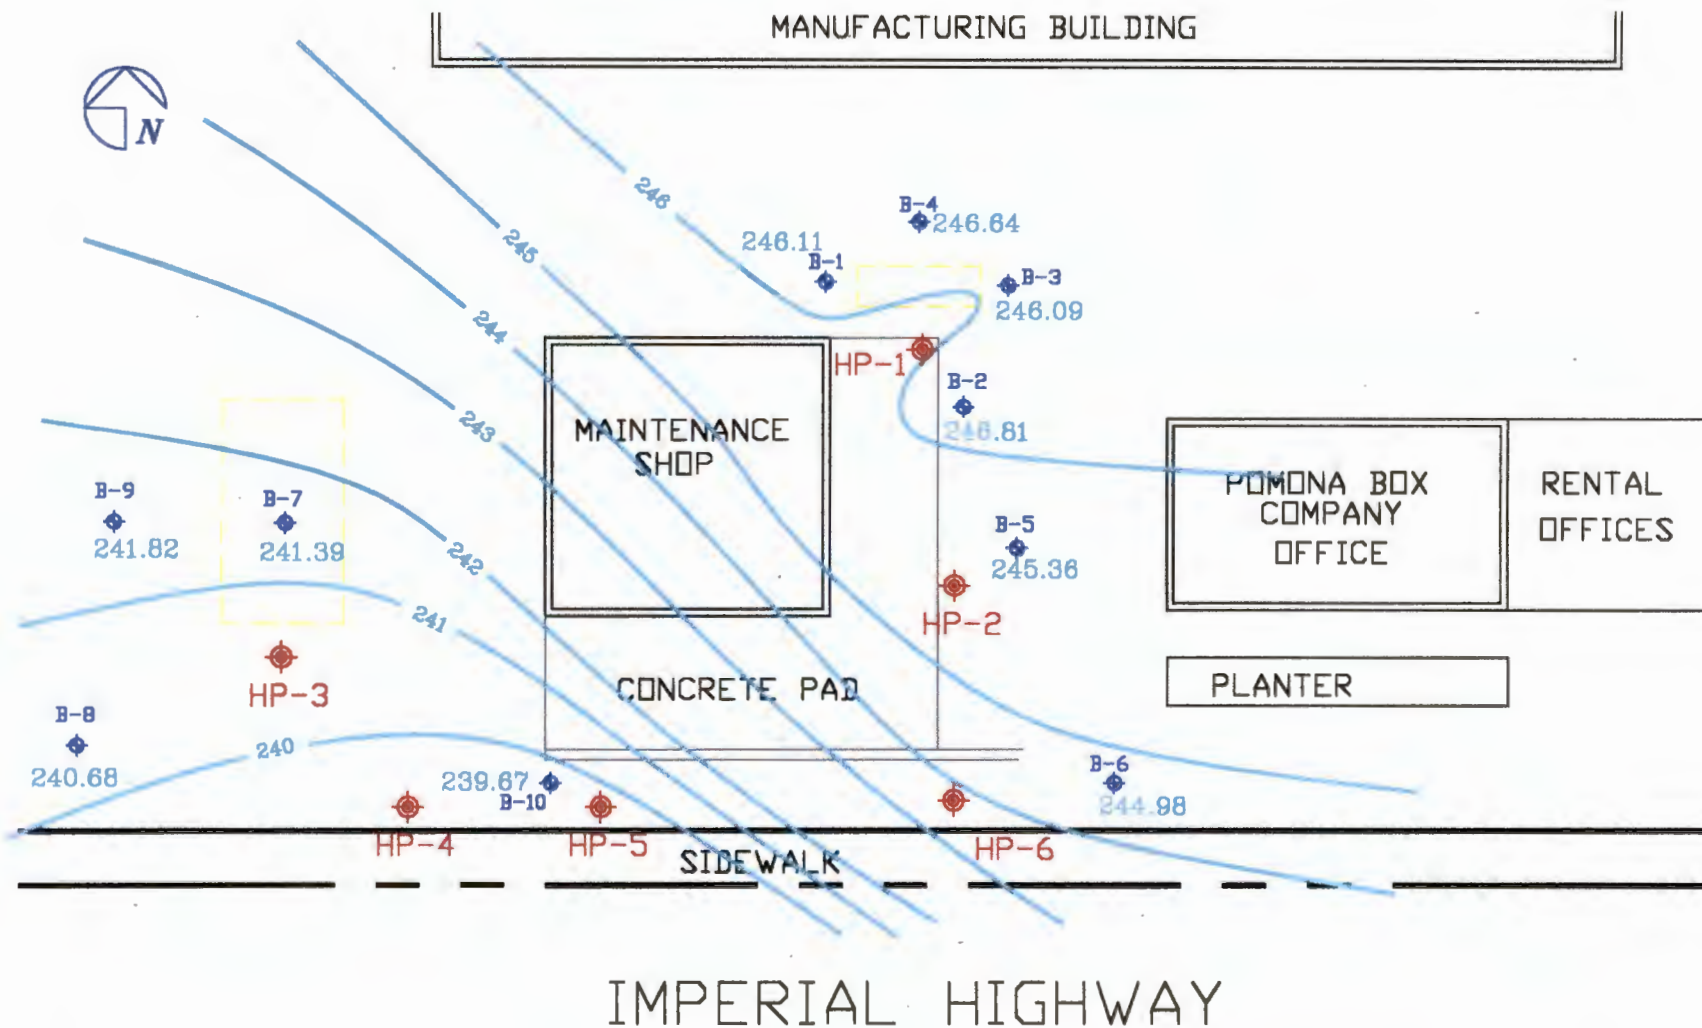 MANUFACTURING BUILDING
N
246
B-4
246.64
246.11
B-1
B-3
246.09
245
244
HP-1
B-2
246.81
243
MAINTENANCE
SHOP
POMONA BOX
COMPANY
OFFICE
RENTAL
OFFICES
B-9
241.82
B-7
241.39
242
B-5
245.36
HP-2
241
HP-3
CONCRETE PAD
PLANTER
B-8
240.68
240
239.67
B-10
B-6
244.98
HP-4
HP-5
HP-6
SIDEWALK
IMPERIAL HIGHWAY